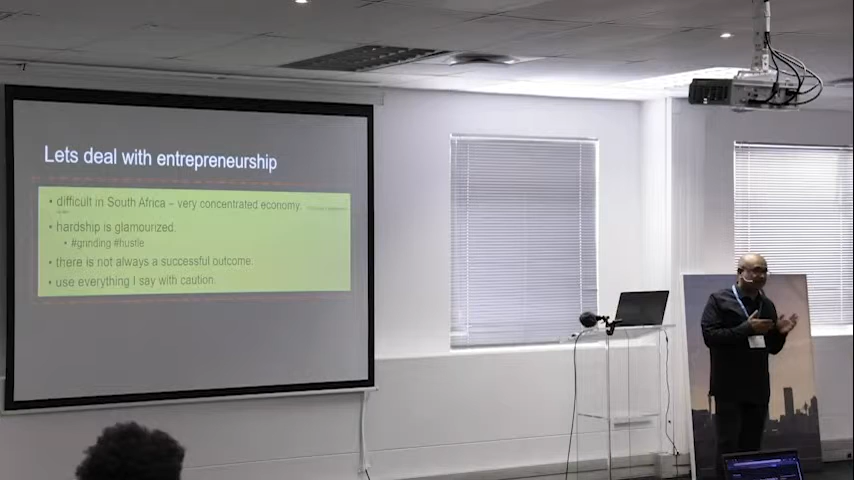 Lets deal with entrepreneurship
• difficult in South Africa – very concentrated economy.
• hardship is glamourized.
• #grinding #hustle
• there is not always a successful outcome.
• use everything I say with caution.